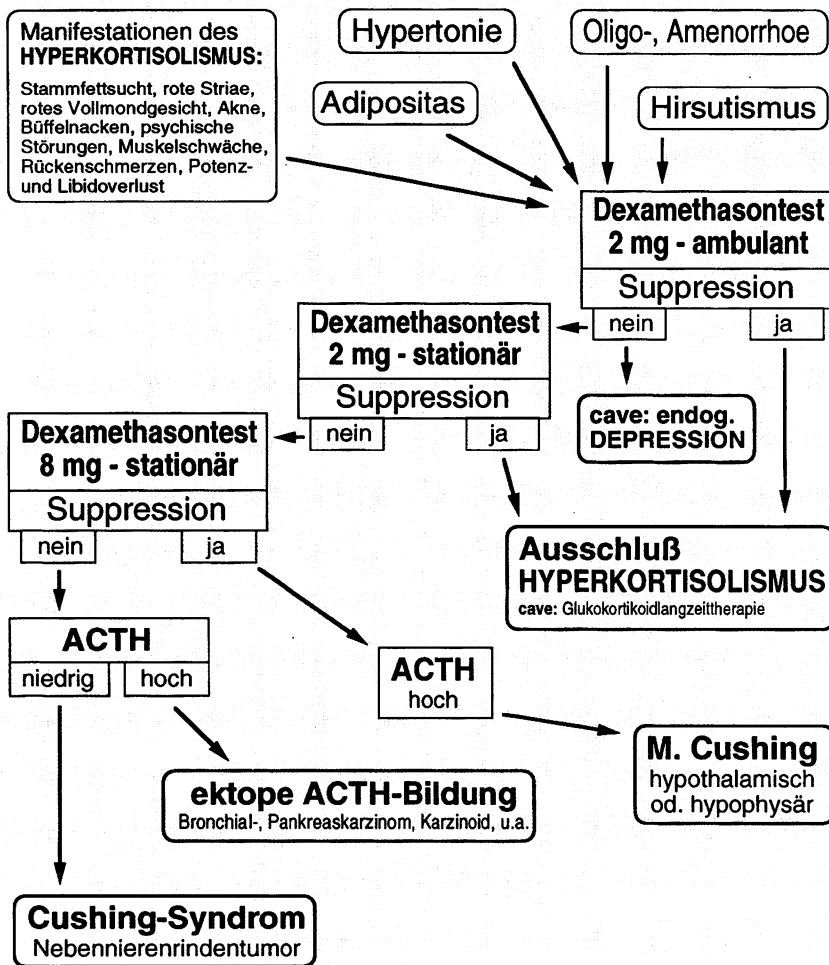 Manifestationen des
HYPERKORTISOLISMUS:
Stammfettsucht, rote Striae,
rotes Vollmondgesicht, Akne,
Büffelnacken, psychische
Störungen, Muskelschwäche,
Rückenschmerzen, Potenz-
und Libidoverlust
Hypertonie
Oligo-, Amenorrhoe
Adipositas
Hirsutismus
Dexamethasontest
2 mg - ambulant
Suppression
nein
ja
Dexamethasontest
2 mg - stationär
Suppression
nein
ja
cave: endog.
DEPRESSION
Dexamethasontest
8 mg - stationär
Suppression
nein
ja
Ausschluß
HYPERKORTISOLISMUS
cave: Glukokortikoidlangzeittherapie
ACTH
niedrig
hoch
ACTH
hoch
M. Cushing
hypothalamisch
od. hypophysär
ektope ACTH-Bildung
Bronchial-, Pankreaskarzinom, Karzinoid, u.a.
Cushing-Syndrom
Nebennierenrindentumor